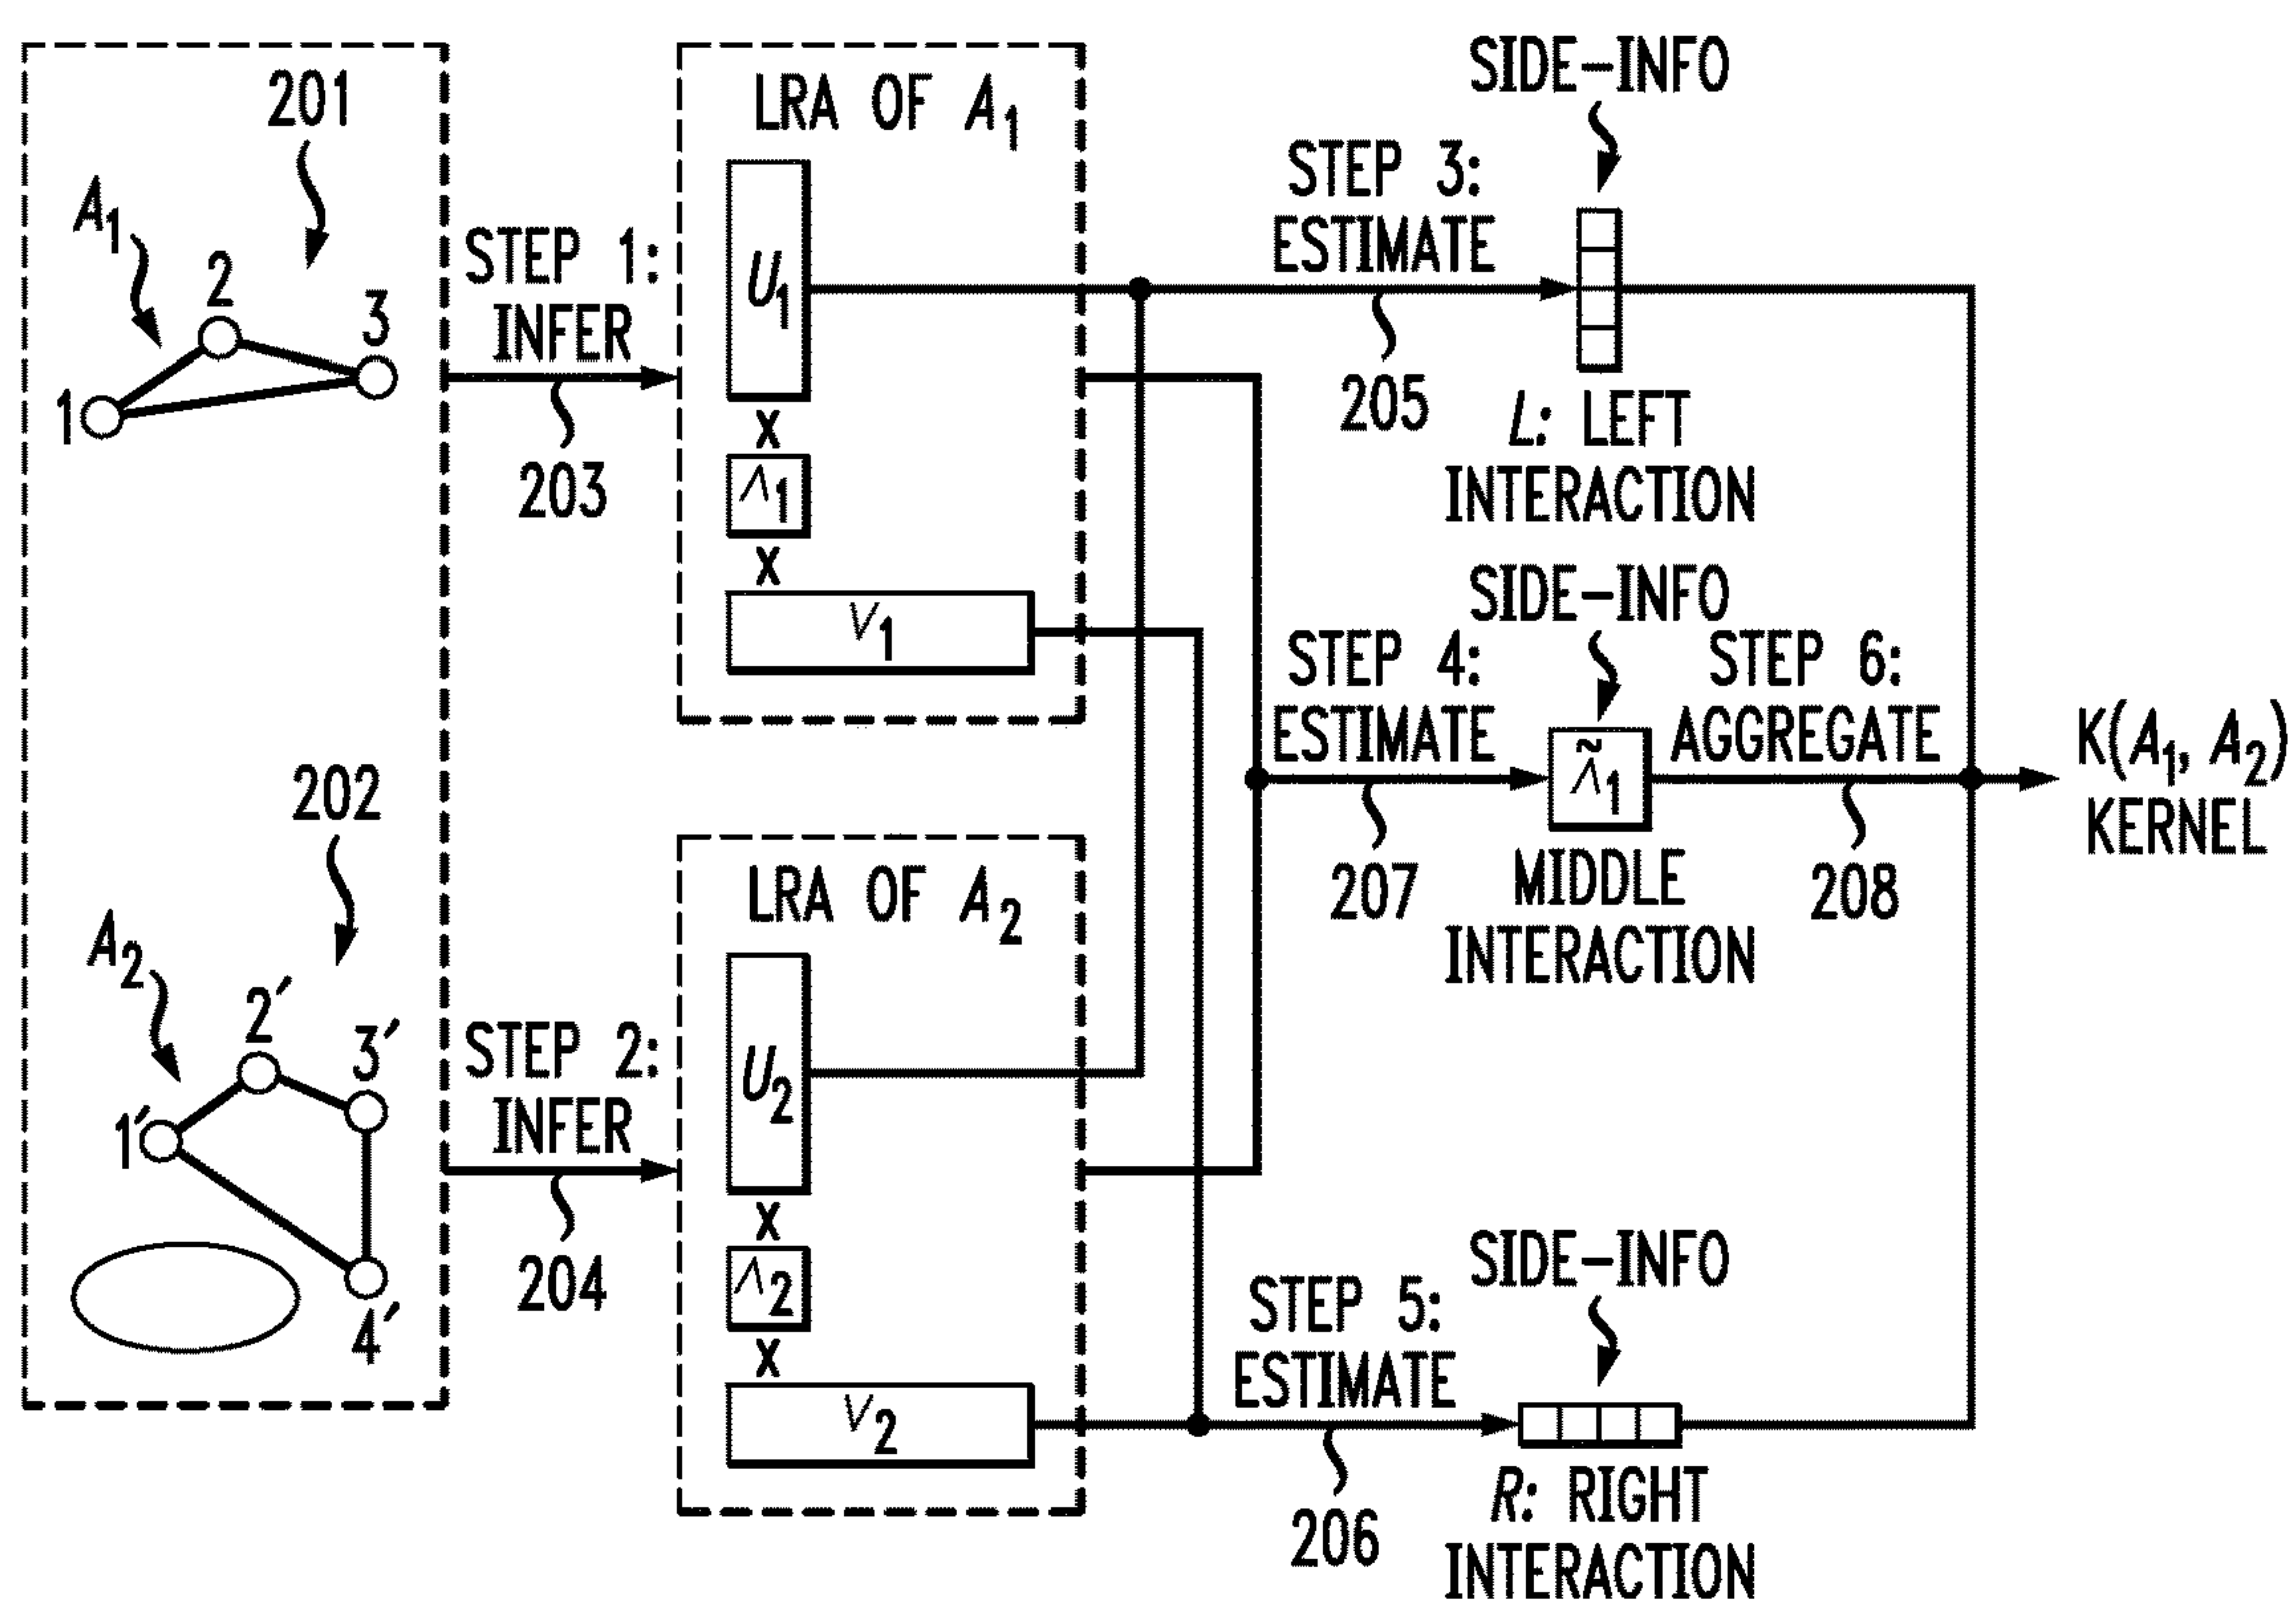 201
A1
2
3
1
STEP 1:
INFER
203
LRA OF A1
U1
x
Λ1
x
V1
STEP 3:
ESTIMATE
205
SIDE-INFO
L: LEFT
INTERACTION
SIDE-INFO
STEP 4:
ESTIMATE
207
Λ̃1
MIDDLE
INTERACTION
STEP 6:
AGGREGATE
208
K(A1, A2)
KERNEL
202
A2
2′
3′
1′
4′
STEP 2:
INFER
204
LRA OF A2
U2
x
Λ2
x
V2
STEP 5:
ESTIMATE
206
SIDE-INFO
R: RIGHT
INTERACTION